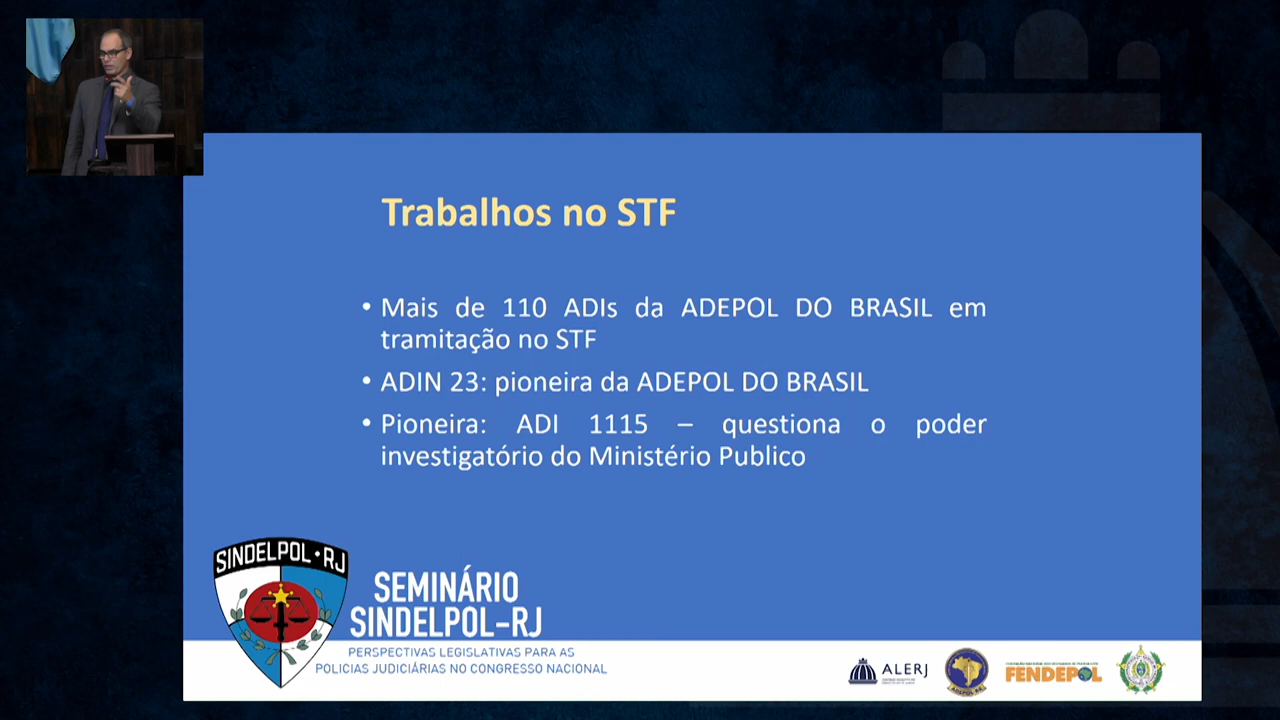 Trabalhos no STF
• Mais de 110 ADIs da ADEPOL DO BRASIL em
tramitação no STF
• ADIN 23: pioneira da ADEPOL DO BRASIL
• Pioneira: ADI 1115 – questiona o poder
investigatório do Ministério Publico
SINDELPOL • RJ
SEMINÁRIO
SINDELPOL-RJ
PERSPECTIVAS LEGISLATIVAS PARA AS
POLICIAS JUDICIÁRIAS NO CONGRESSO NACIONAL
ALERJ
FENDEPOL